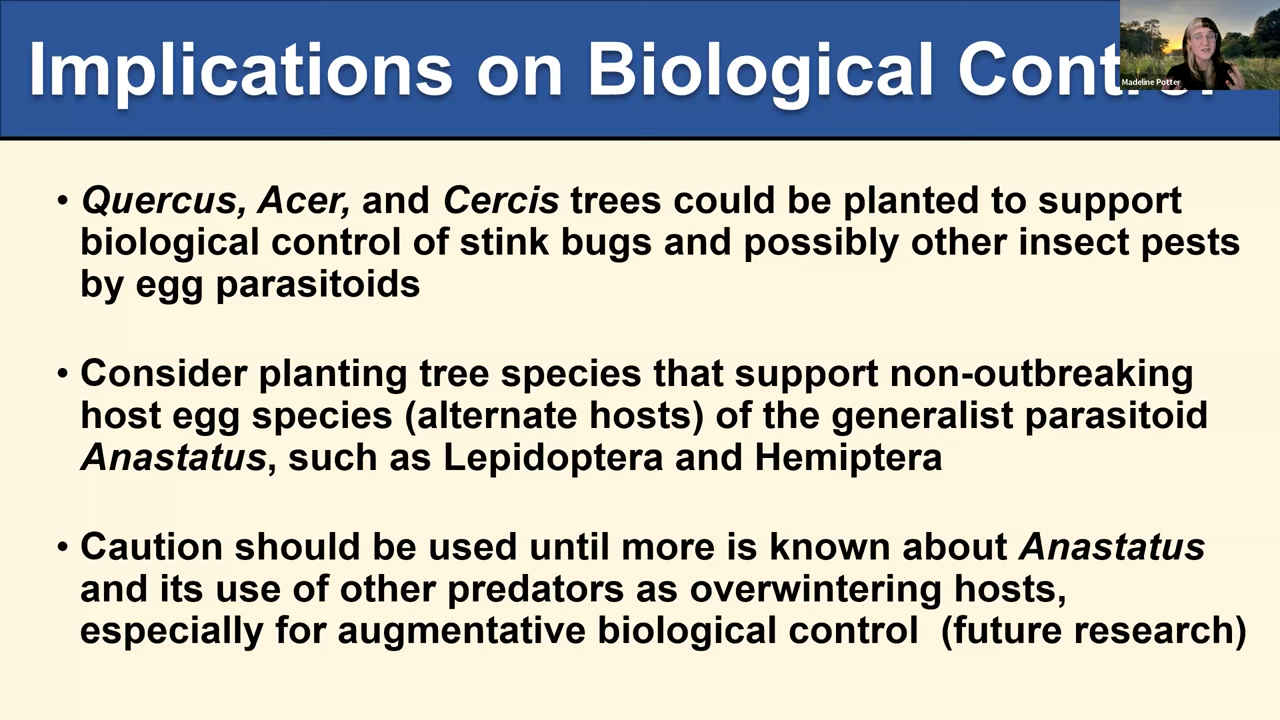 Implications on Biological Control
Madeline Potter
• Quercus, Acer, and Cercis trees could be planted to support
biological control of stink bugs and possibly other insect pests
by egg parasitoids
• Consider planting tree species that support non-outbreaking
host egg species (alternate hosts) of the generalist parasitoid
Anastatus, such as Lepidoptera and Hemiptera
• Caution should be used until more is known about Anastatus
and its use of other predators as overwintering hosts,
especially for augmentative biological control (future research)